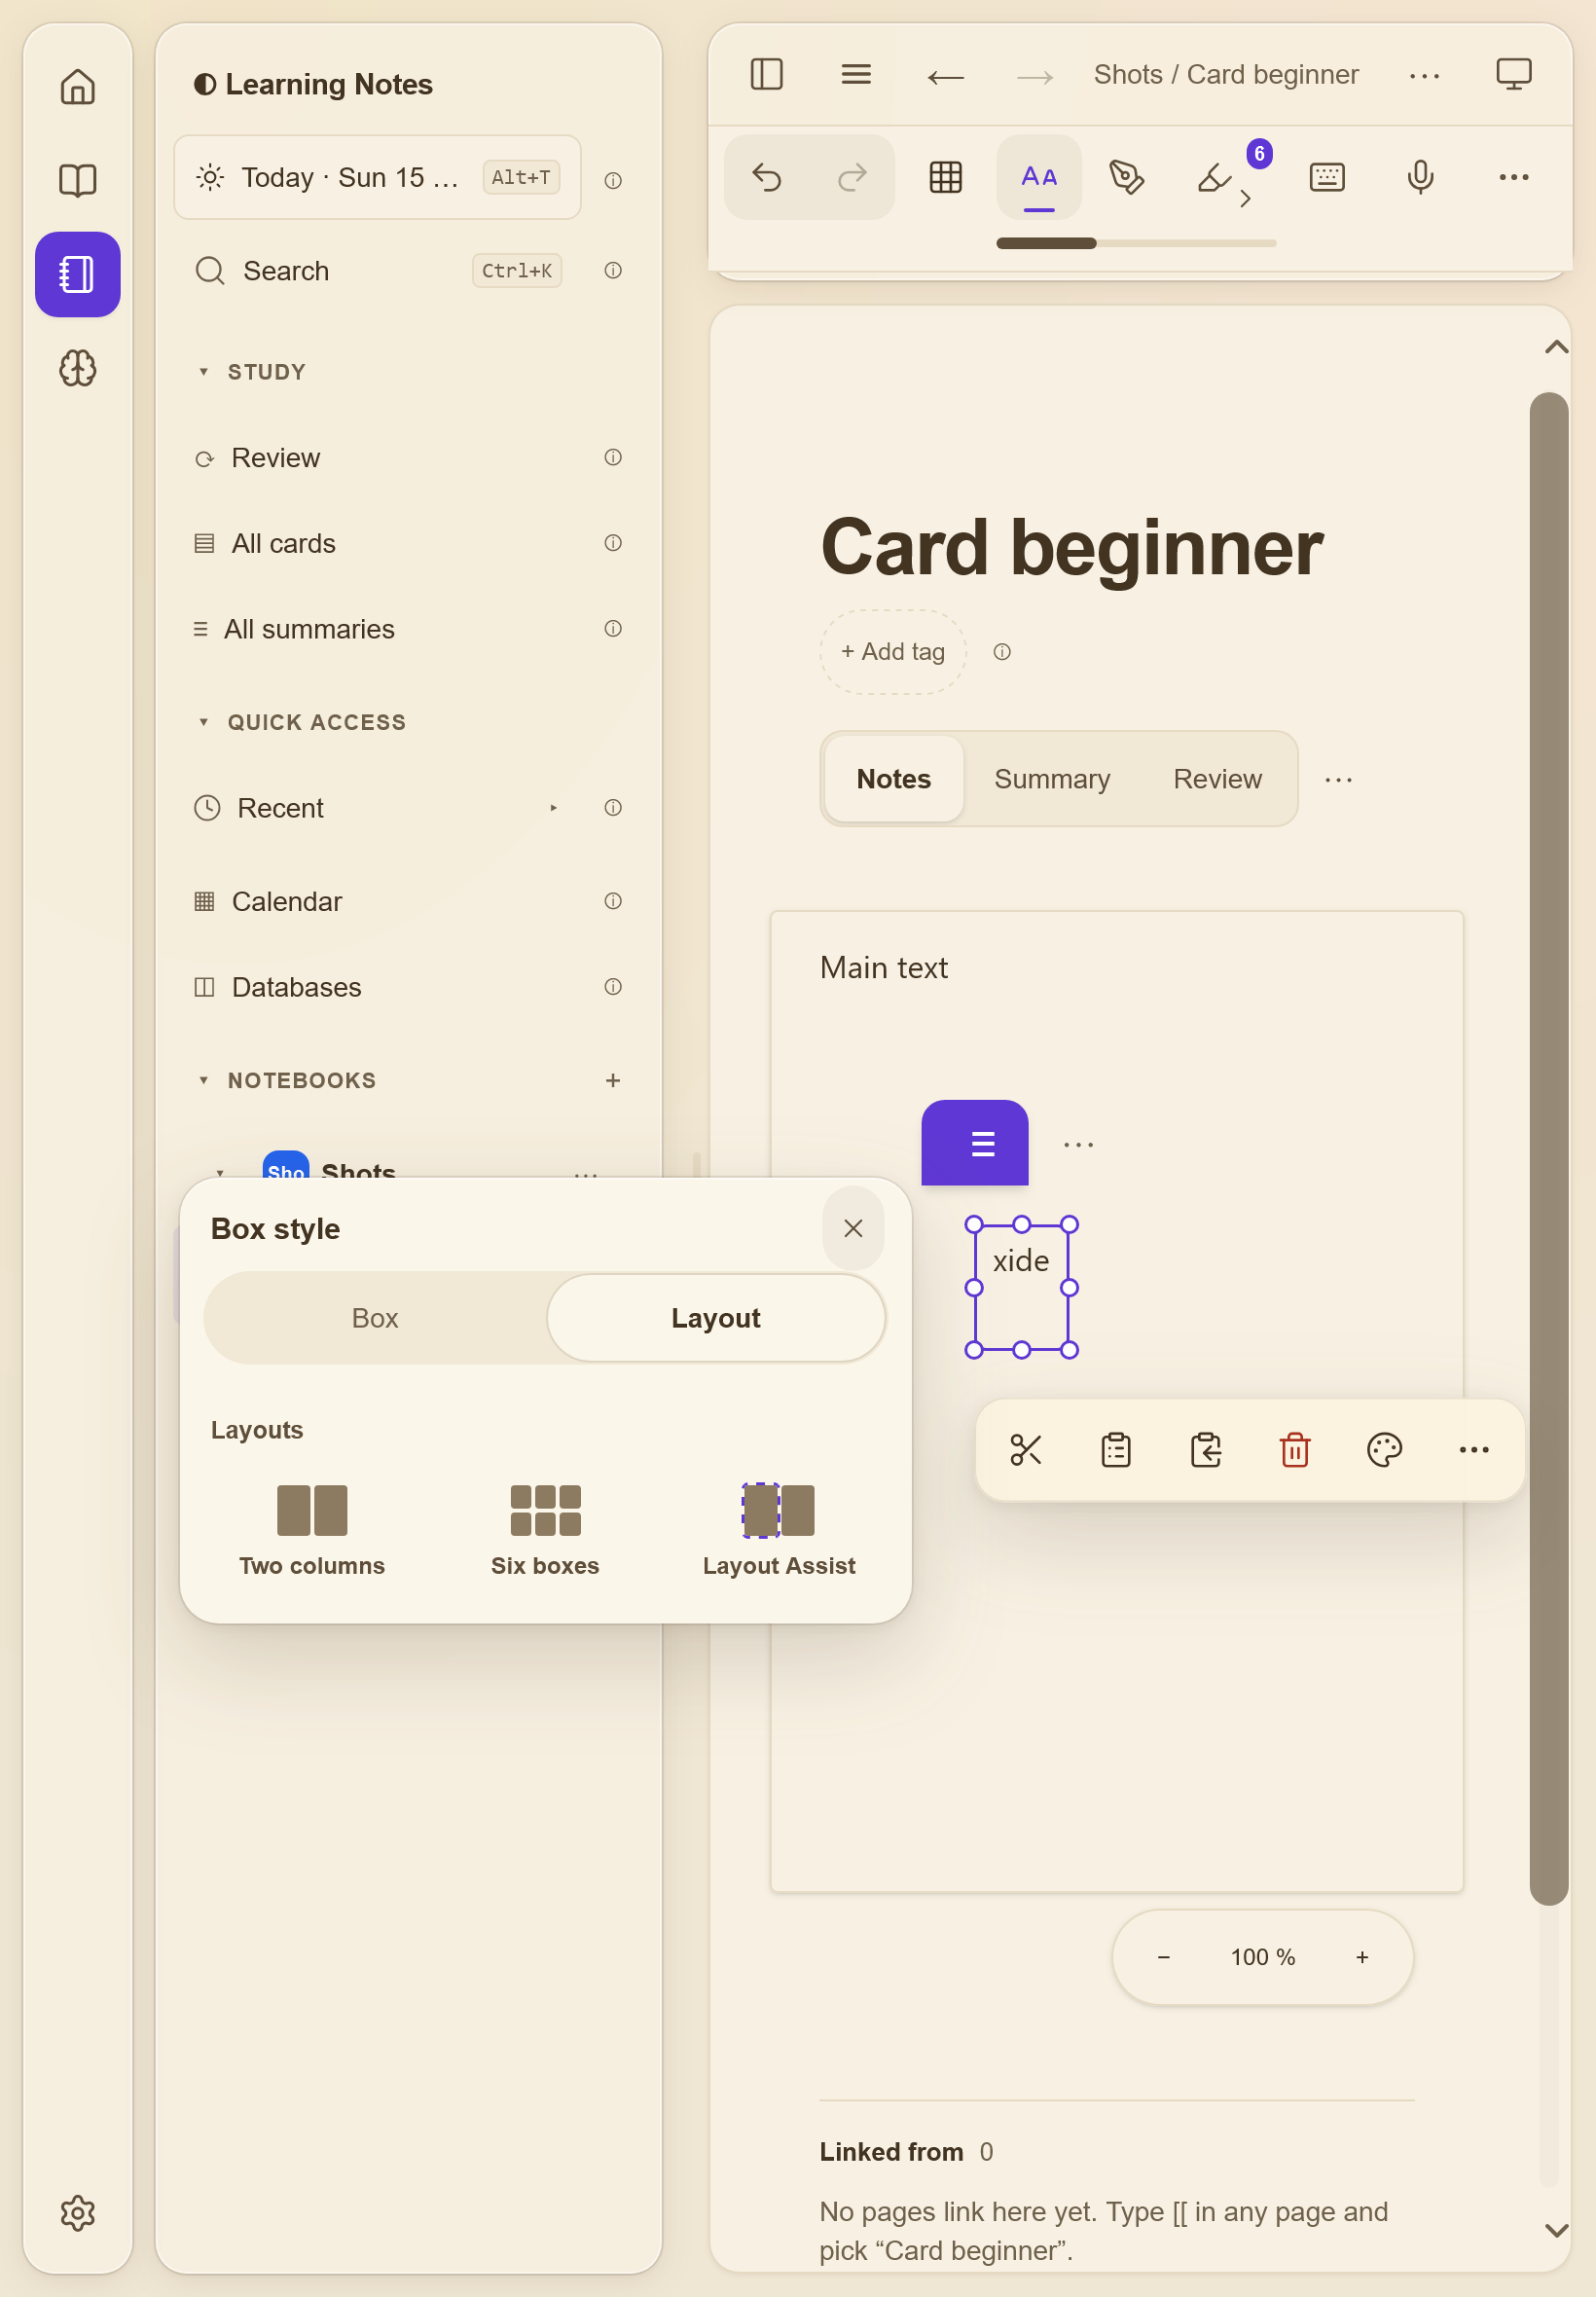 Learning Notes
Today · Sun 15 ... Alt+T
Search Ctrl+K
STUDY
Review
All cards
All summaries
QUICK ACCESS
Recent
Calendar
Databases
NOTEBOOKS
Sho Shots
Shots / Card beginner
AA
6
Card beginner
+ Add tag
Notes Summary Review
Main text
xide
Box style
Box Layout
Layouts
Two columns Six boxes Layout Assist
− 100 % +
Linked from 0
No pages link here yet. Type [[ in any page and
pick “Card beginner”.